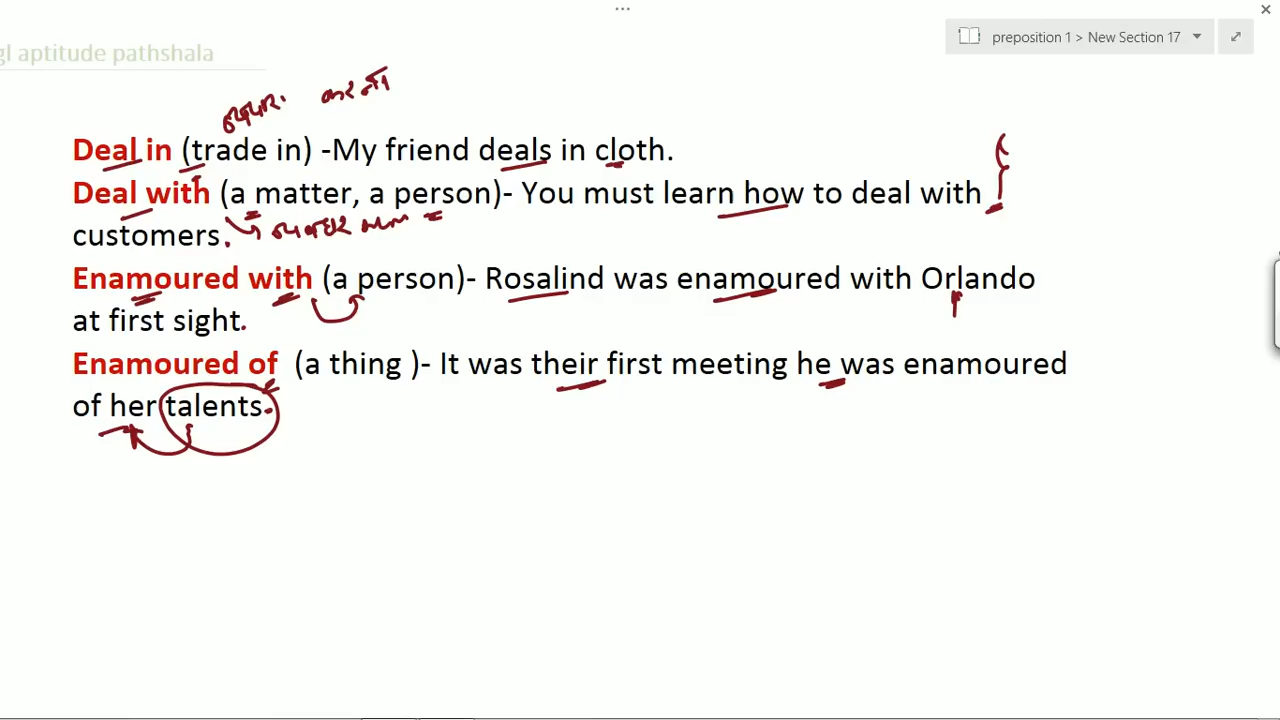 gl aptitude pathshala
preposition 1 > New Section 17
Deal in (trade in) -My friend deals in cloth.
Deal with (a matter, a person)- You must learn how to deal with
customers.
Enamoured with (a person)- Rosalind was enamoured with Orlando
at first sight.
Enamoured of (a thing )- It was their first meeting he was enamoured
of her talents.